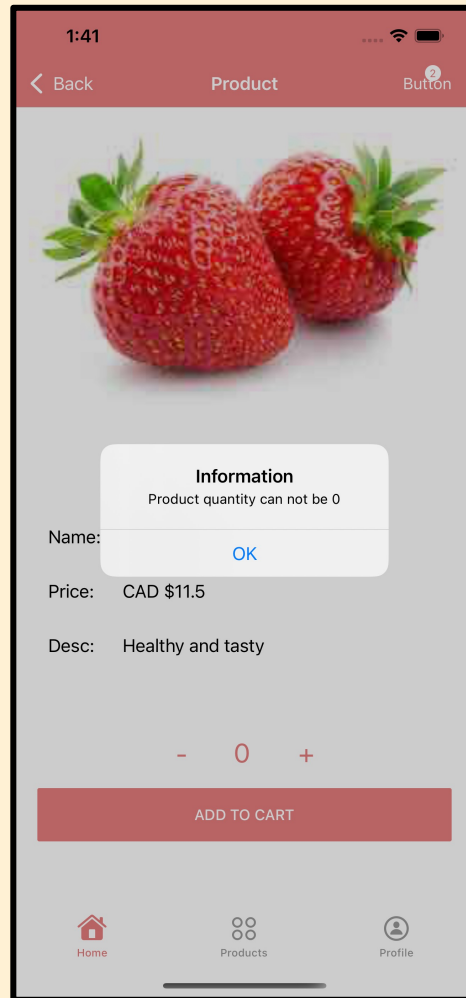 1:41
Back Product Button 2
Information
Product quantity can not be 0
Name:
OK
Price: CAD $11.5
Desc: Healthy and tasty
- 0 +
ADD TO CART
Home Products Profile